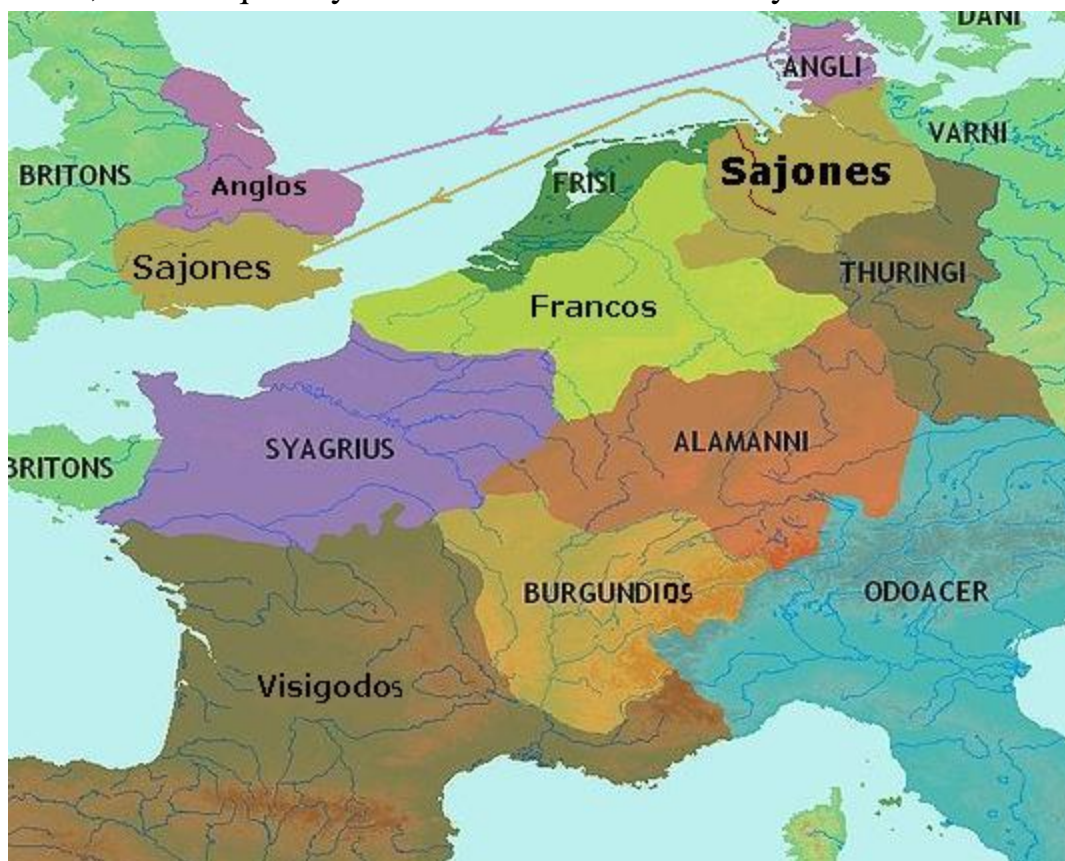 DANI
ANGLI
VARNI
BRITONS
Anglos
FRISI
Sajones
Sajones
THURINGI
Francos
SYAGRIUS
ALAMANNI
BRITONS
BURGUNDIOS
ODOACER
Visigodos